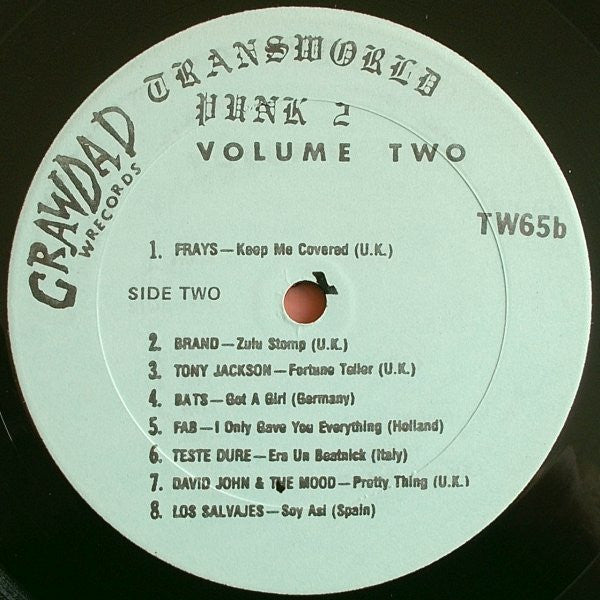 TRANSWORLD
PUNK 2
VOLUME TWO
CRAWDAD
WRECORDS
TW65b
1. FRAYS—Keep Me Covered (U.K.)
SIDE TWO
2. BRAND—Zulu Stomp (U.K.)
3. TONY JACKSON—Fortune Teller (U.K.)
4. BATS—Got A Girl (Germany)
5. FAB—I Only Gave You Everything (Holland)
6. TESTE DURE—Era Un Beatnick (Italy)
7. DAVID JOHN & THE MOOD—Pretty Thing (U.K.)
8. LOS SALVAJES—Soy Asi (Spain)